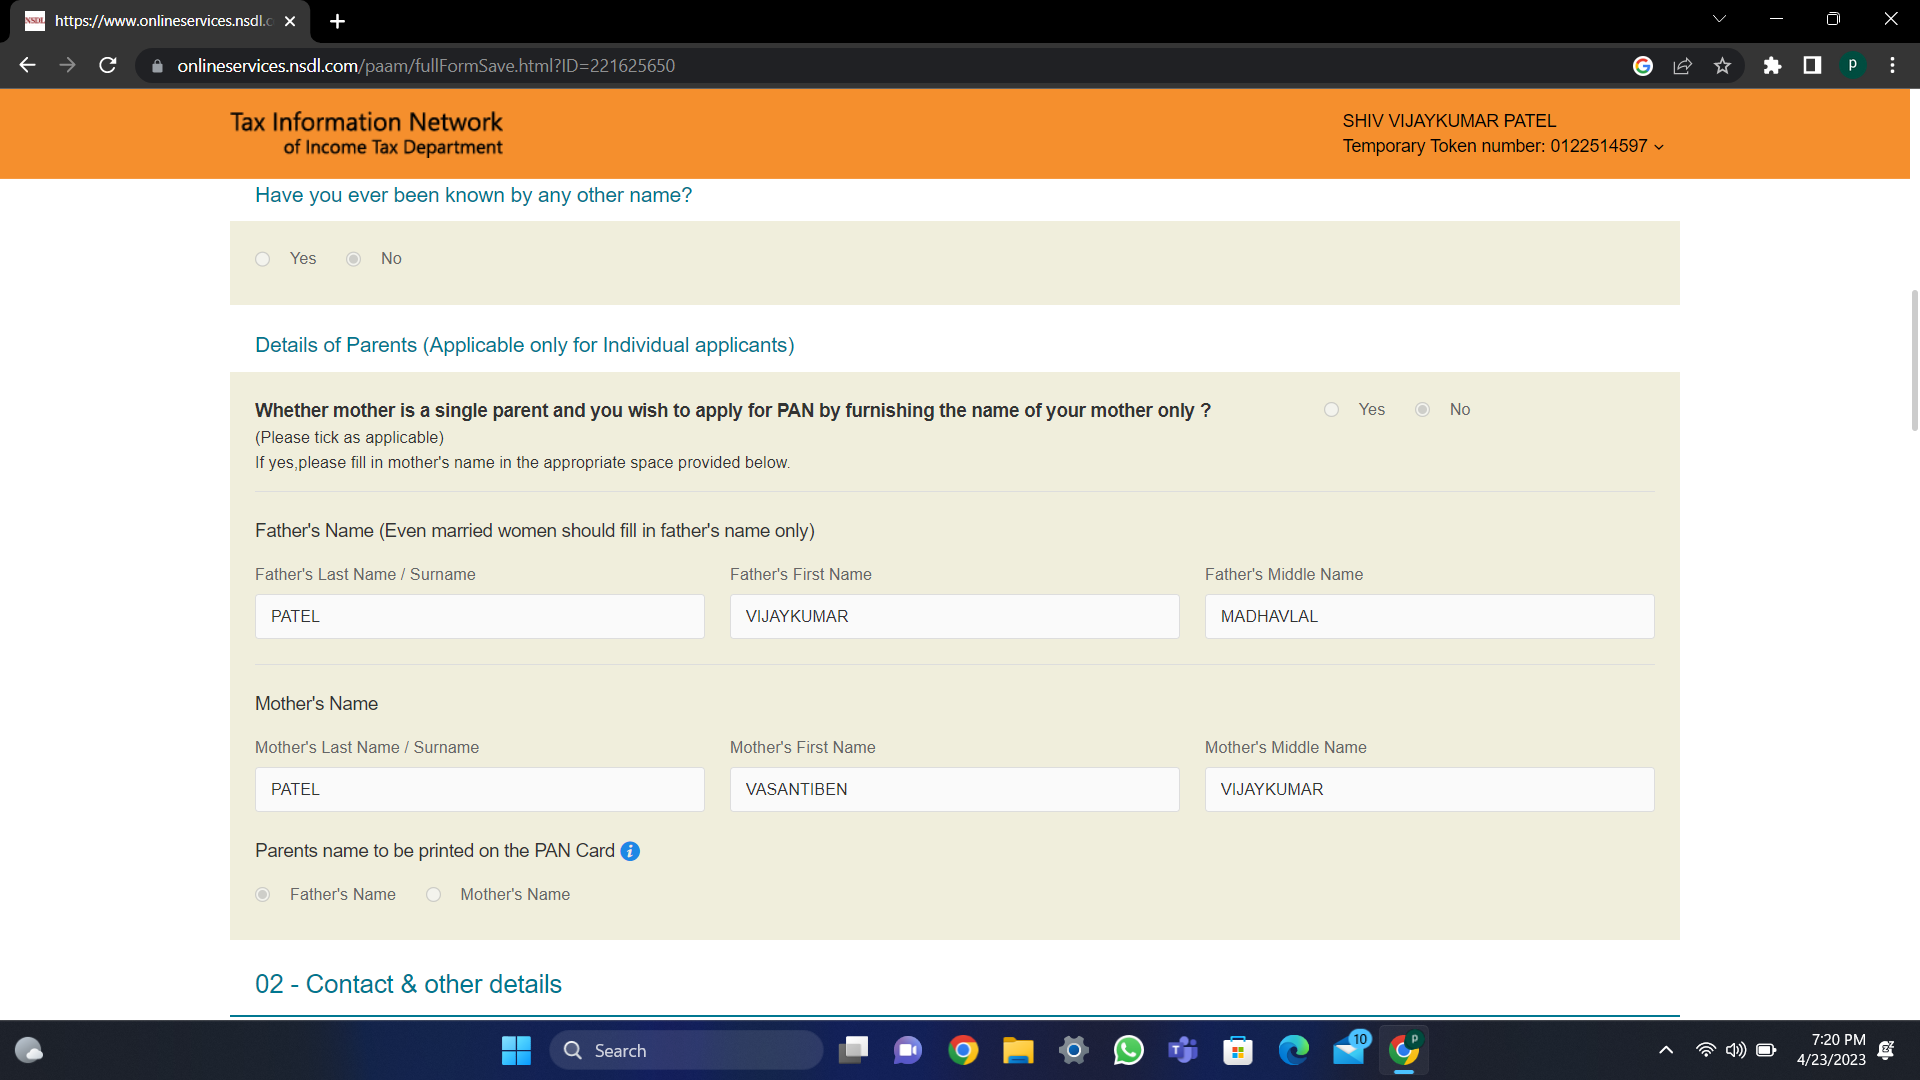 https://www.onlineservices.nsdl.c
onlineservices.nsdl.com/paam/fullFormSave.html?ID=221625650
P
Tax Information Network
of Income Tax Department
SHIV VIJAYKUMAR PATEL
Temporary Token number: 0122514597
Have you ever been known by any other name?
Yes No
Details of Parents (Applicable only for Individual applicants)
Whether mother is a single parent and you wish to apply for PAN by furnishing the name of your mother only ? Yes No
(Please tick as applicable)
If yes,please fill in mother's name in the appropriate space provided below.
Father's Name (Even married women should fill in father's name only)
Father's Last Name / Surname Father's First Name Father's Middle Name
PATEL VIJAYKUMAR MADHAVLAL
Mother's Name
Mother's Last Name / Surname Mother's First Name Mother's Middle Name
PATEL VASANTIBEN VIJAYKUMAR
Parents name to be printed on the PAN Card
Father's Name Mother's Name
02 - Contact & other details
Search 10 P 7:20 PM
4/23/2023